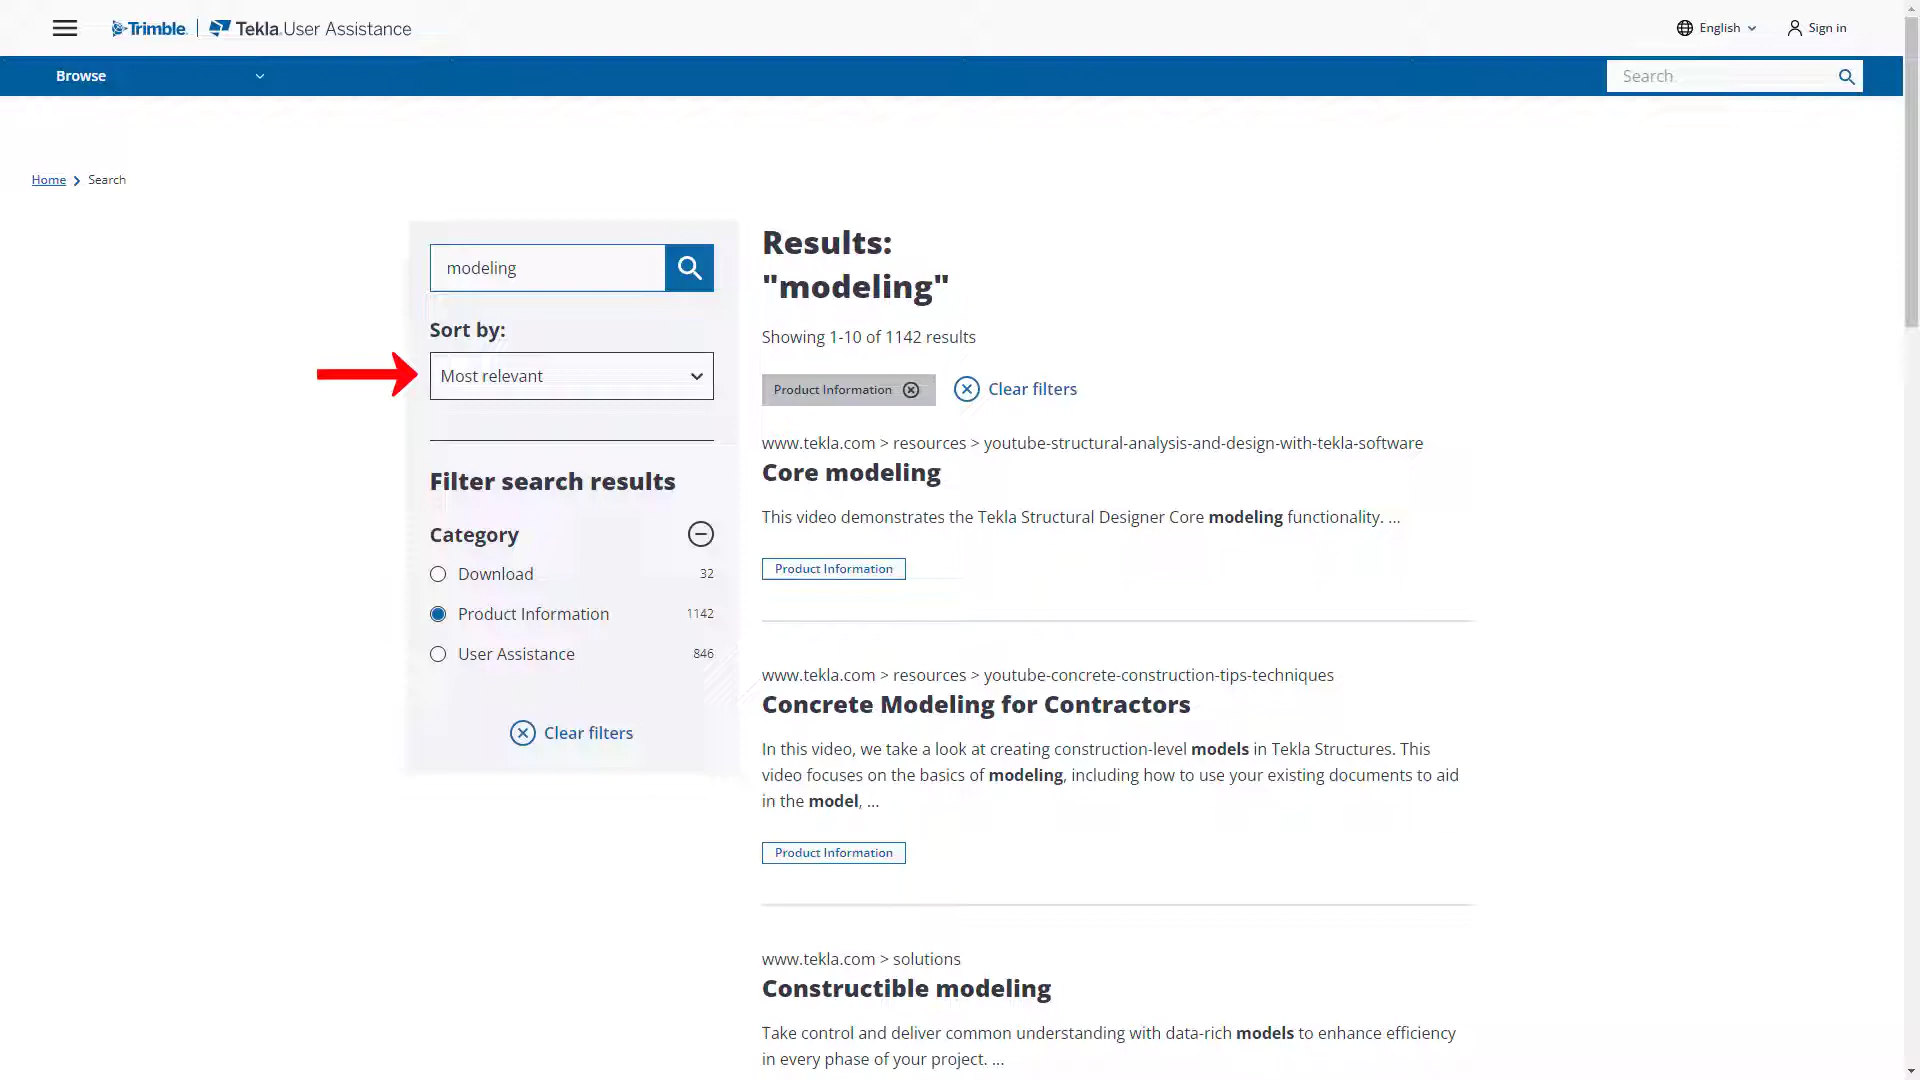 Trimble. Tekla User Assistance
English
Sign in
Browse
Search
Home
Search
modeling
Sort by:
Most relevant
Filter search results
Category
Download 32
Product Information 1142
User Assistance 846
Clear filters
Results:
"modeling"
Showing 1-10 of 1142 results
Product Information
Clear filters
www.tekla.com > resources > youtube-structural-analysis-and-design-with-tekla-software
Core modeling
This video demonstrates the Tekla Structural Designer Core modeling functionality. ...
Product Information
www.tekla.com > resources > youtube-concrete-construction-tips-techniques
Concrete Modeling for Contractors
In this video, we take a look at creating construction-level models in Tekla Structures. This
video focuses on the basics of modeling, including how to use your existing documents to aid
in the model, ...
Product Information
www.tekla.com > solutions
Constructible modeling
Take control and deliver common understanding with data-rich models to enhance efficiency
in every phase of your project. ...